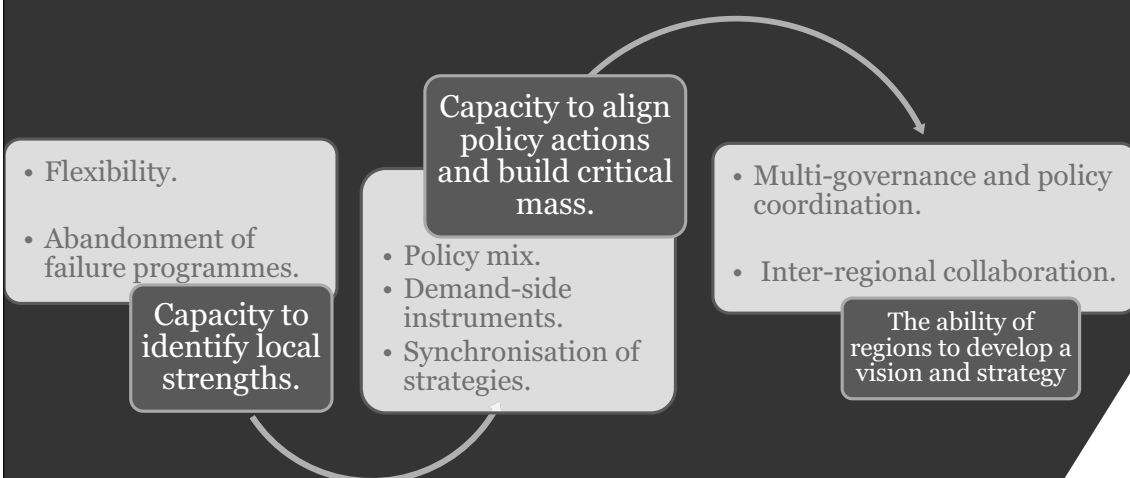 • Flexibility.
• Abandonment of
failure programmes.
Capacity to
identify local
strengths.
Capacity to align
policy actions
and build critical
mass.
• Policy mix.
• Demand-side
instruments.
• Synchronisation of
strategies.
• Multi-governance and policy
coordination.
• Inter-regional collaboration.
The ability of
regions to develop a
vision and strategy